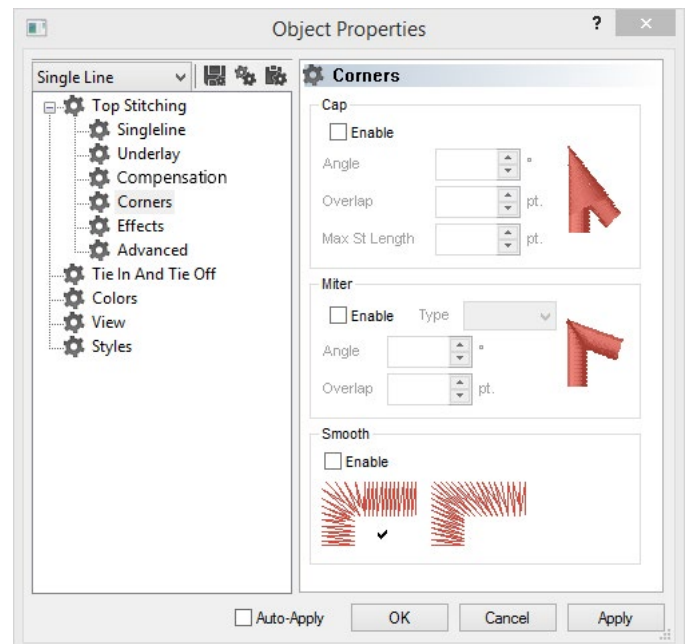 Object Properties
?
Single Line
Top Stitching
Singleline
Underlay
Compensation
Corners
Effects
Advanced
Tie In And Tie Off
Colors
View
Styles
Corners
Cap
Enable
Angle °
Overlap pt.
Max St Length pt.
Miter
Enable Type
Angle °
Overlap pt.
Smooth
Enable
Auto-Apply OK Cancel Apply